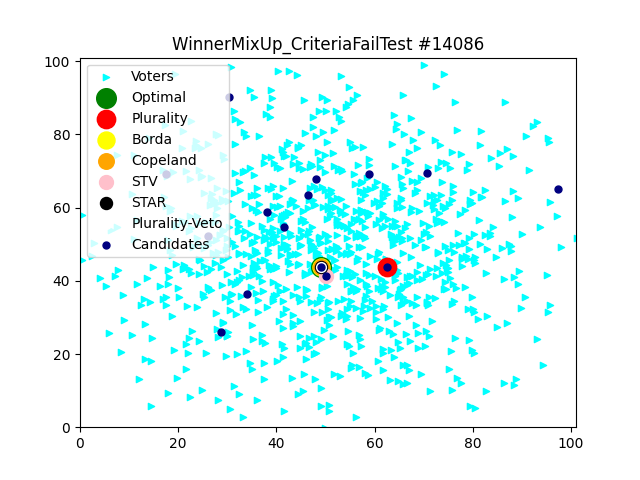 WinnerMixUp_CriteriaFailTest #14086
Voters
Optimal
Plurality
Borda
Copeland
STV
STAR
Plurality-Veto
Candidates
100
80
60
40
20
0
0 20 40 60 80 100